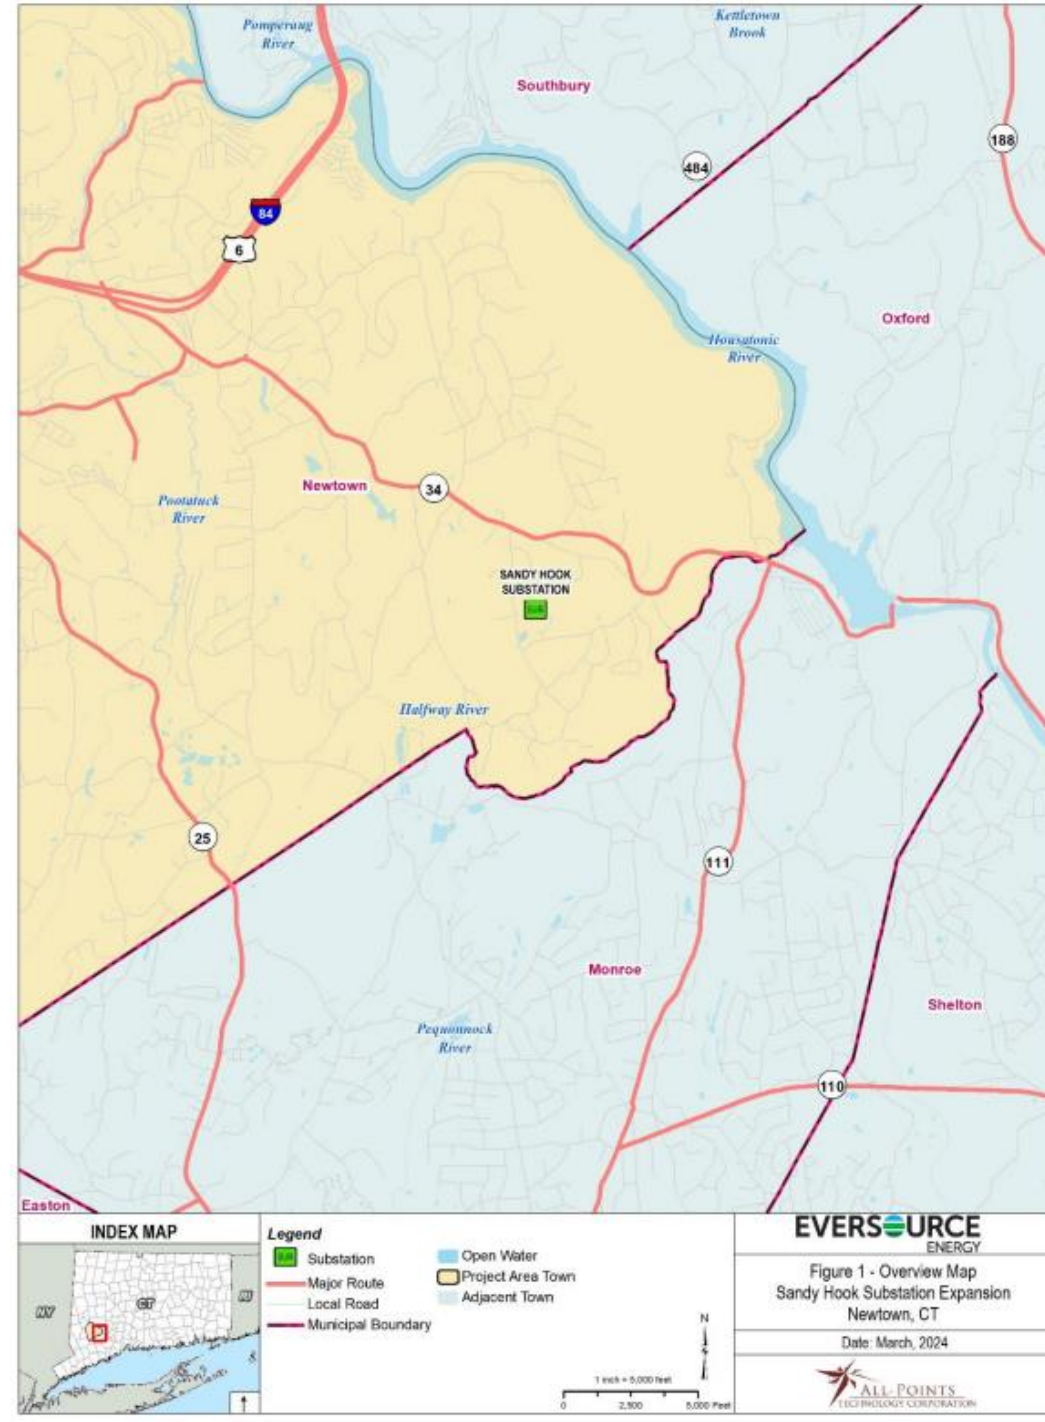 Pomperaug
River
Kettletown
Brook
Southbury
484
188
84
6
Oxford
Housatonic
River
Newtown
34
Pootatuck
River
SANDY HOOK
SUBSTATION
Halfway River
25
111
Monroe
Shelton
Pequonnock
River
110
Easton
INDEX MAP
NY
CT
RI
Legend
SUB
Substation
Major Route
Local Road
Municipal Boundary
Open Water
Project Area Town
Adjacent Town
N
1 inch = 5,000 feet
0 2,500 5,000 Feet
EVERSOURCE
ENERGY
Figure 1 - Overview Map
Sandy Hook Substation Expansion
Newtown, CT
Date: March, 2024
ALL-POINTS
TECHNOLOGY CORPORATION